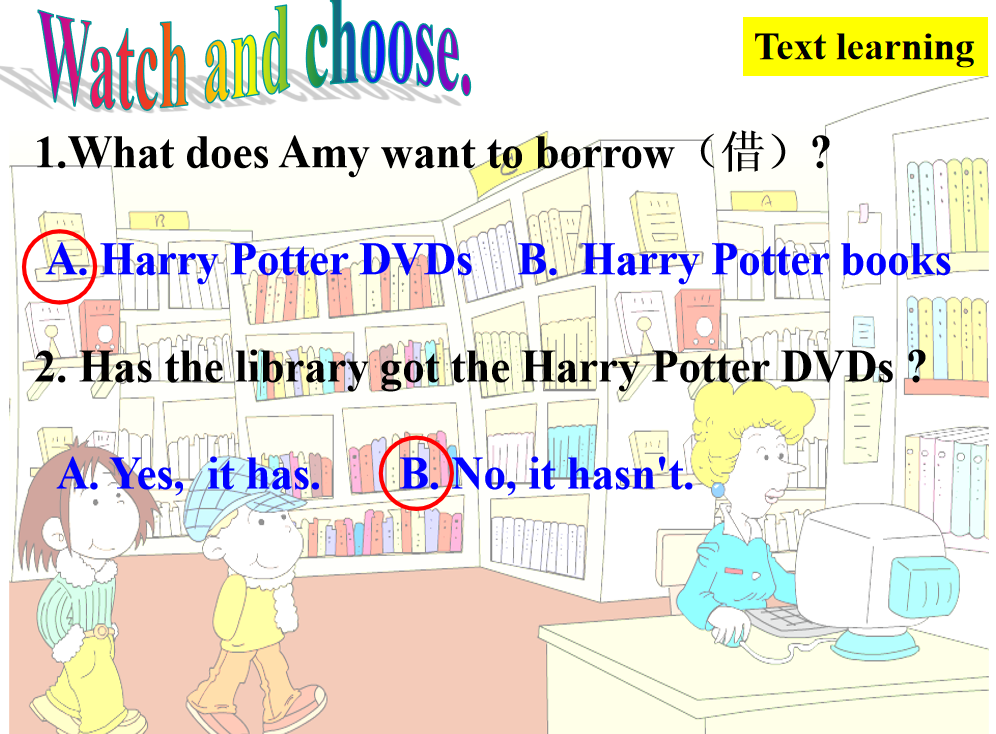 Watch and choose.
Text learning
1.What does Amy want to borrow（借）?
A. Harry Potter DVDs B. Harry Potter books
2. Has the library got the Harry Potter DVDs ?
A. Yes, it has. B. No, it hasn't.
B
A